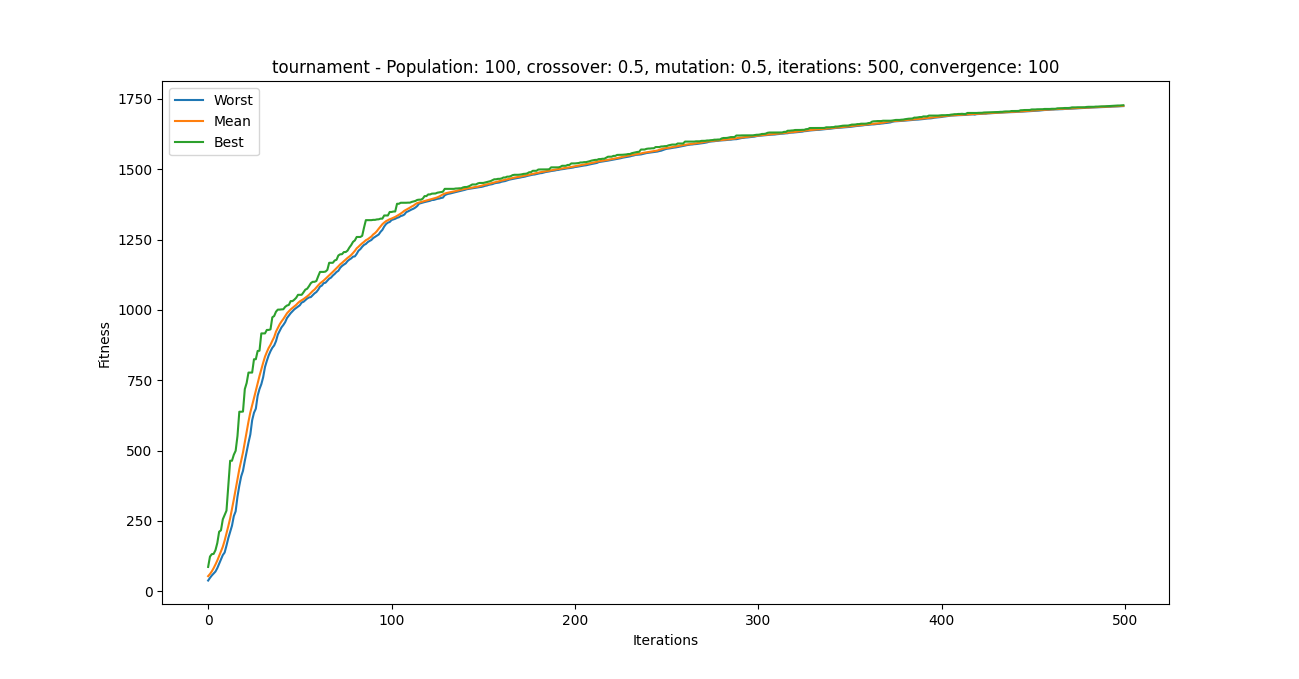 tournament - Population: 100, crossover: 0.5, mutation: 0.5, iterations: 500, convergence: 100
Worst
Mean
Best
1750
1500
1250
1000
750
500
250
0
Fitness
0 100 200 300 400 500
Iterations